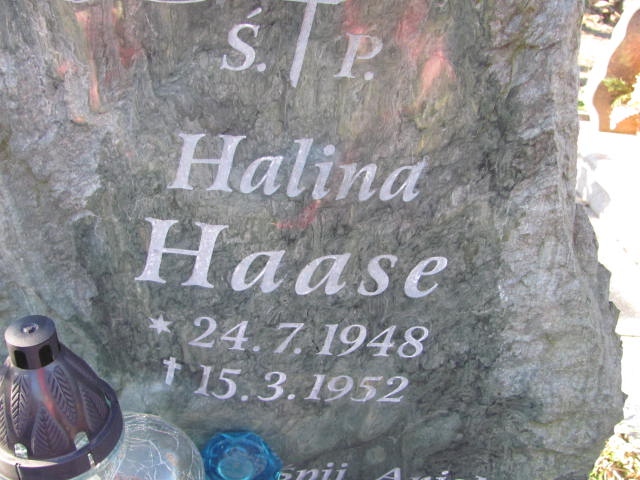 Ś. P.
Halina
Haase
* 24.7.1948
† 15.3.1952